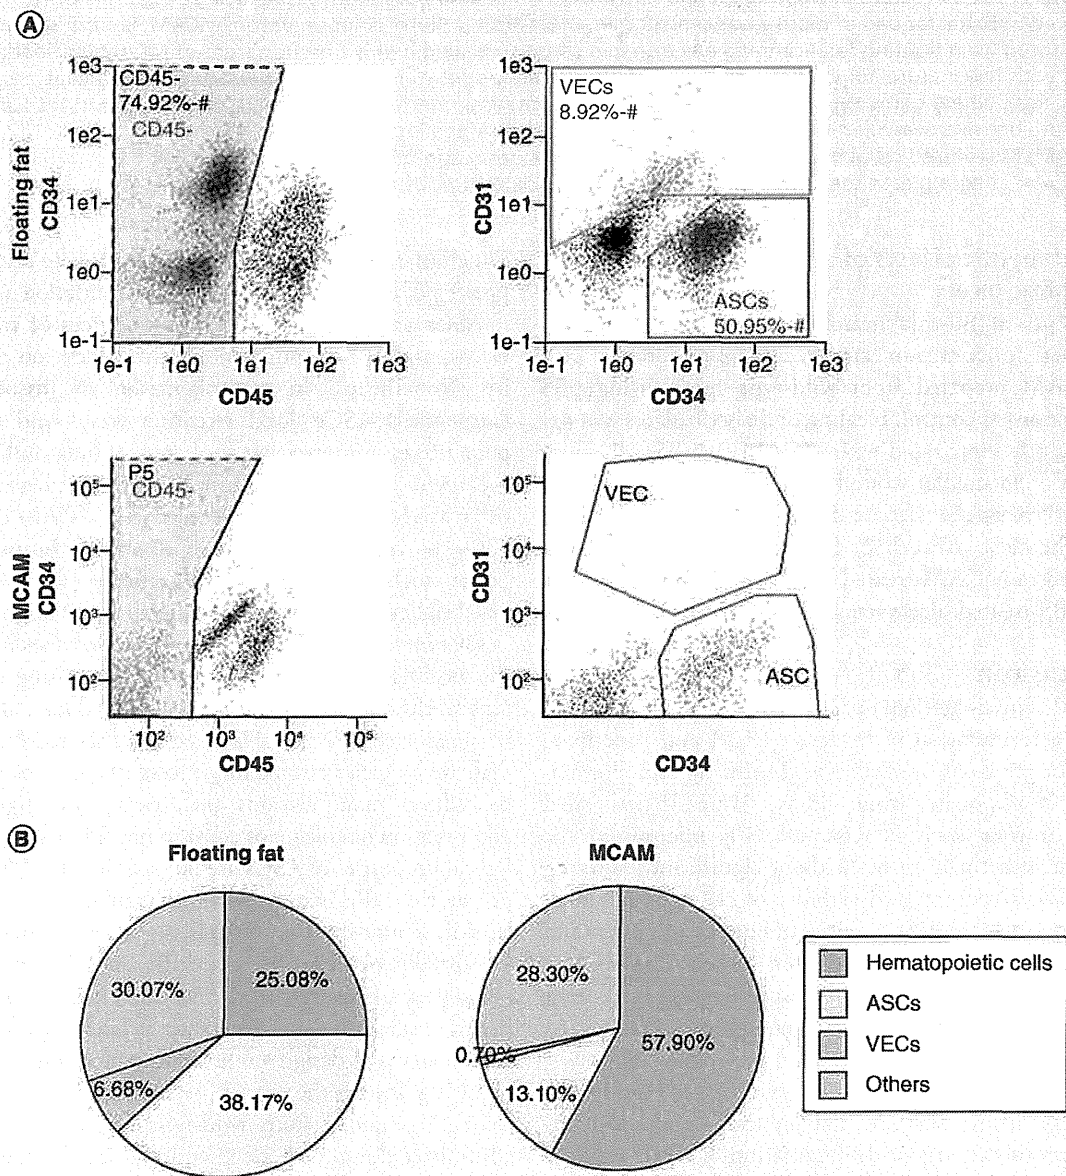 A
Floating fat
CD34
1e3
1e2
1e1
1e0
1e-1
CD45-
74.92%-#
CD45-
1e-1 1e0 1e1 1e2 1e3
CD45
CD31
1e3
1e2
1e1
1e0
1e-1
VECs
8.92%-#
ASCs
50.95%-#
1e-1 1e0 1e1 1e2 1e3
CD34
MCAM
CD34
10⁵
10⁴
10³
10²
P5
CD45-
10² 10³ 10⁴ 10⁵
CD45
CD31
10⁵
10⁴
10³
10²
VEC
ASC
CD34
B
Floating fat
30.07%
25.08%
6.68%
38.17%
MCAM
28.30%
57.90%
0.70%
13.10%
Hematopoietic cells
ASCs
VECs
Others